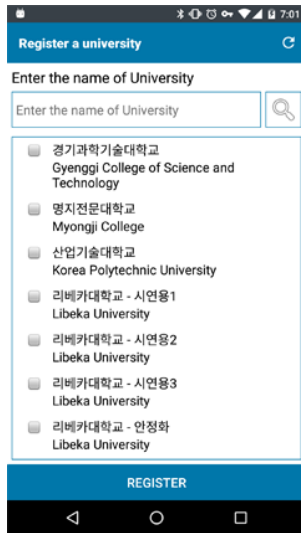 7:01
Register a university
Enter the name of University
Enter the name of University
경기과학기술대학교
Gyenggi College of Science and
Technology
명지전문대학교
Myongji College
산업기술대학교
Korea Polytechnic University
리베카대학교 - 시연용1
Libeka University
리베카대학교 - 시연용2
Libeka University
리베카대학교 - 시연용3
Libeka University
리베카대학교 - 안정화
Libeka University
REGISTER